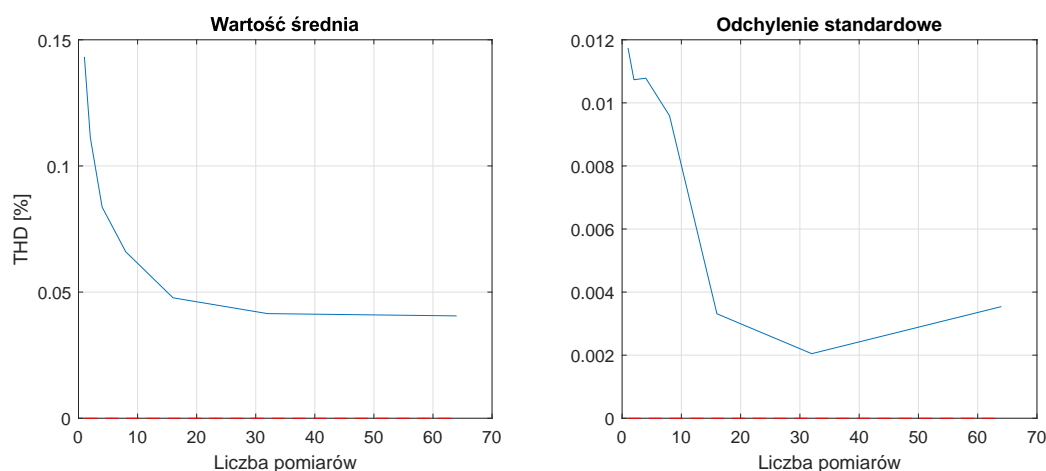 Wartość średnia
0.15
0.1
0.05
0
THD [%]
0 10 20 30 40 50 60 70
Liczba pomiarów
Odchylenie standardowe
0.012
0.01
0.008
0.006
0.004
0.002
0
0 10 20 30 40 50 60 70
Liczba pomiarów